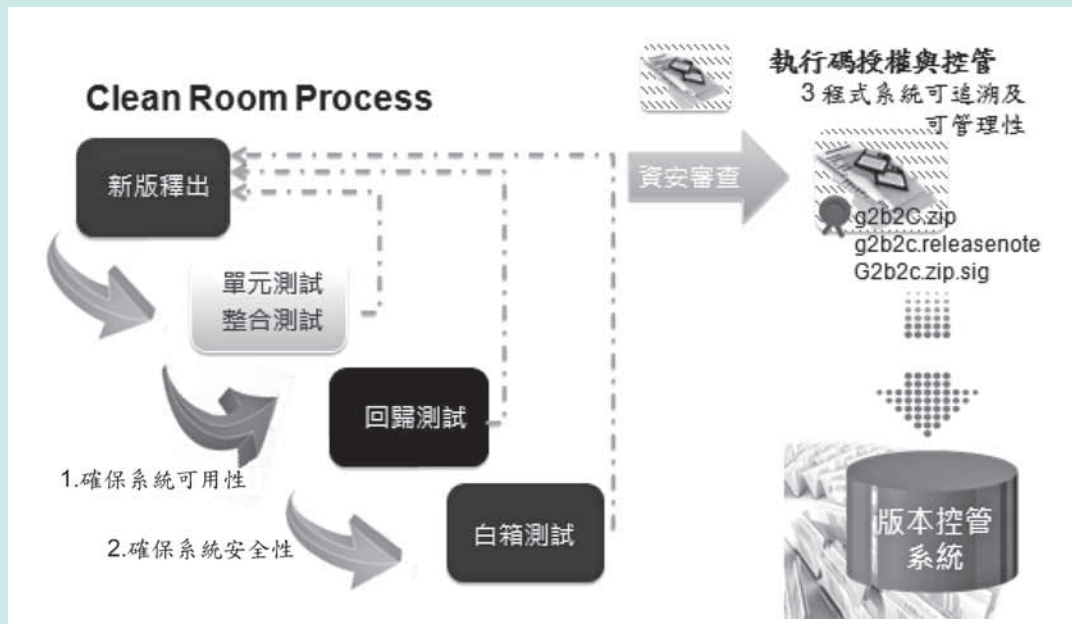 Clean Room Process
新版釋出
單元測試
整合測試
回歸測試
1.確保系統可用性
白箱測試
2.確保系統安全性
資安審查
執行碼授權與控管
3 程式系統可追溯及
可管理性
g2b2C.zip
g2b2c.releasenote
G2b2c.zip.sig
版本控管
系統